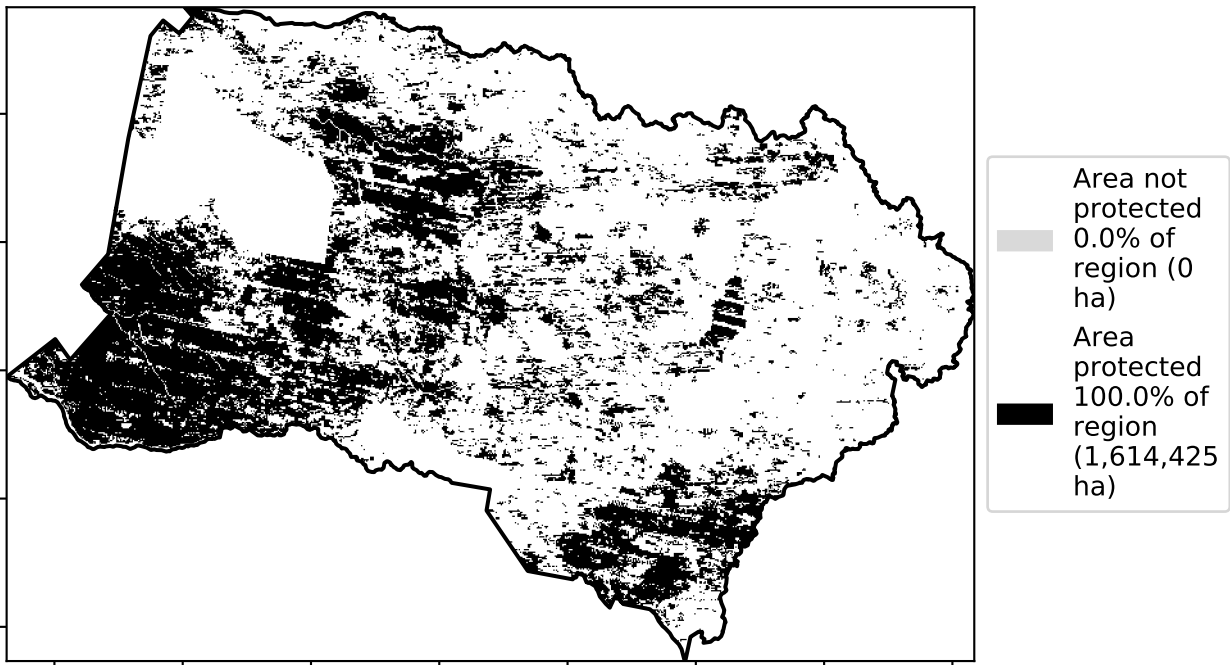 Area not
protected
0.0% of
region (0
ha)
Area
protected
100.0% of
region
(1,614,425
ha)